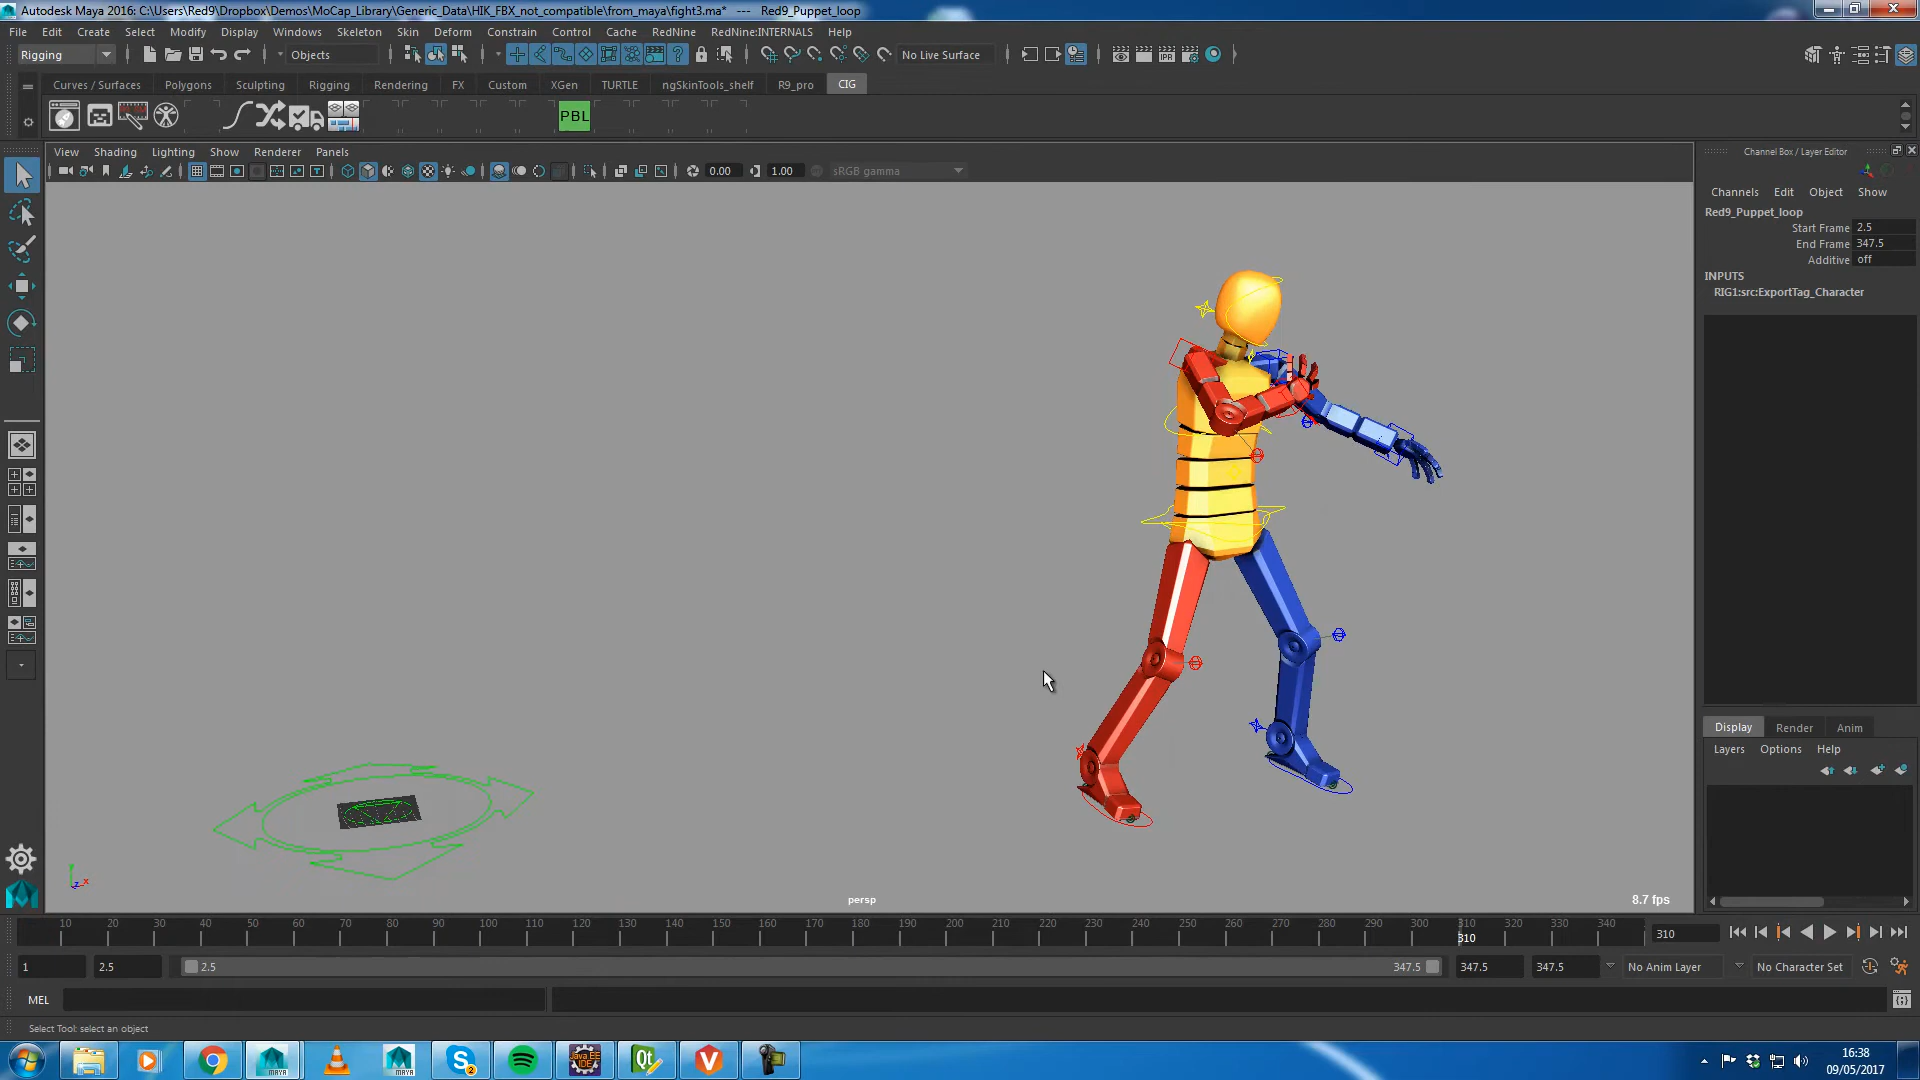 Autodesk Maya 2016: C:\Users\Red9\Dropbox\Demos\MoCap_Library\Generic_Data\HIK_FBX_not_compatible\from_maya\fight3.ma* --- Red9_Puppet_loop
File Edit Create Select Modify Display Windows Skeleton Skin Deform Constrain Control Cache RedNine RedNine:INTERNALS Help
Rigging Objects No Live Surface
Curves / Surfaces Polygons Sculpting Rigging Rendering FX Custom XGen TURTLE ngSkinTools_shelf R9_pro CIG
PBL
View Shading Lighting Show Renderer Panels
0.00 1.00 sRGB gamma
Channel Box / Layer Editor
Channels Edit Object Show
Red9_Puppet_loop
Start Frame 2.5
End Frame 347.5
Additive off
INPUTS
RIG1:src:ExportTag_Character
Display Render Anim
Layers Options Help
persp
8.7 fps
10 20 30 40 50 60 70 80 90 100 110 120 130 140 150 160 170 180 190 200 210 220 230 240 250 260 270 280 290 300 310 320 330 340
310
310
1 2.5 2.5 347.5 347.5 347.5 No Anim Layer No Character Set
MEL
Select Tool: select an object
16:38
09/05/2017